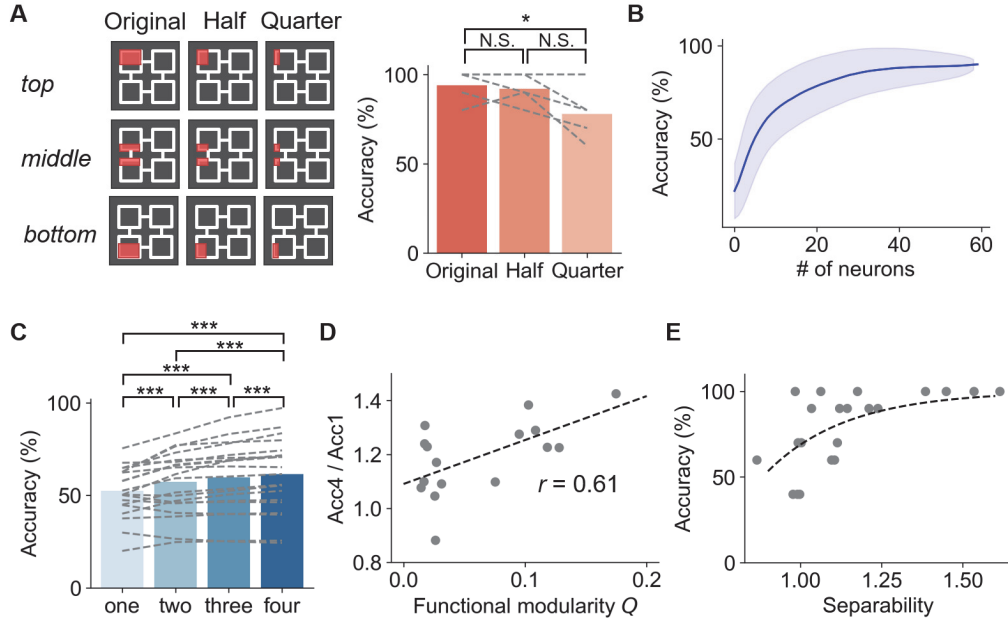 A
Original Half Quarter
top
middle
bottom
*
N.S. N.S.
100
50
0
Accuracy (%)
Original Half Quarter
B
100
50
Accuracy (%)
0 20 40 60
# of neurons
C
***
***
***
*** *** ***
100
50
0
Accuracy (%)
one two three four
D
1.4
1.2
1.0
0.8
Acc4 / Acc1
r = 0.61
0.0 0.1 0.2
Functional modularity Q
E
100
50
0
Accuracy (%)
1.00 1.25 1.50
Separability